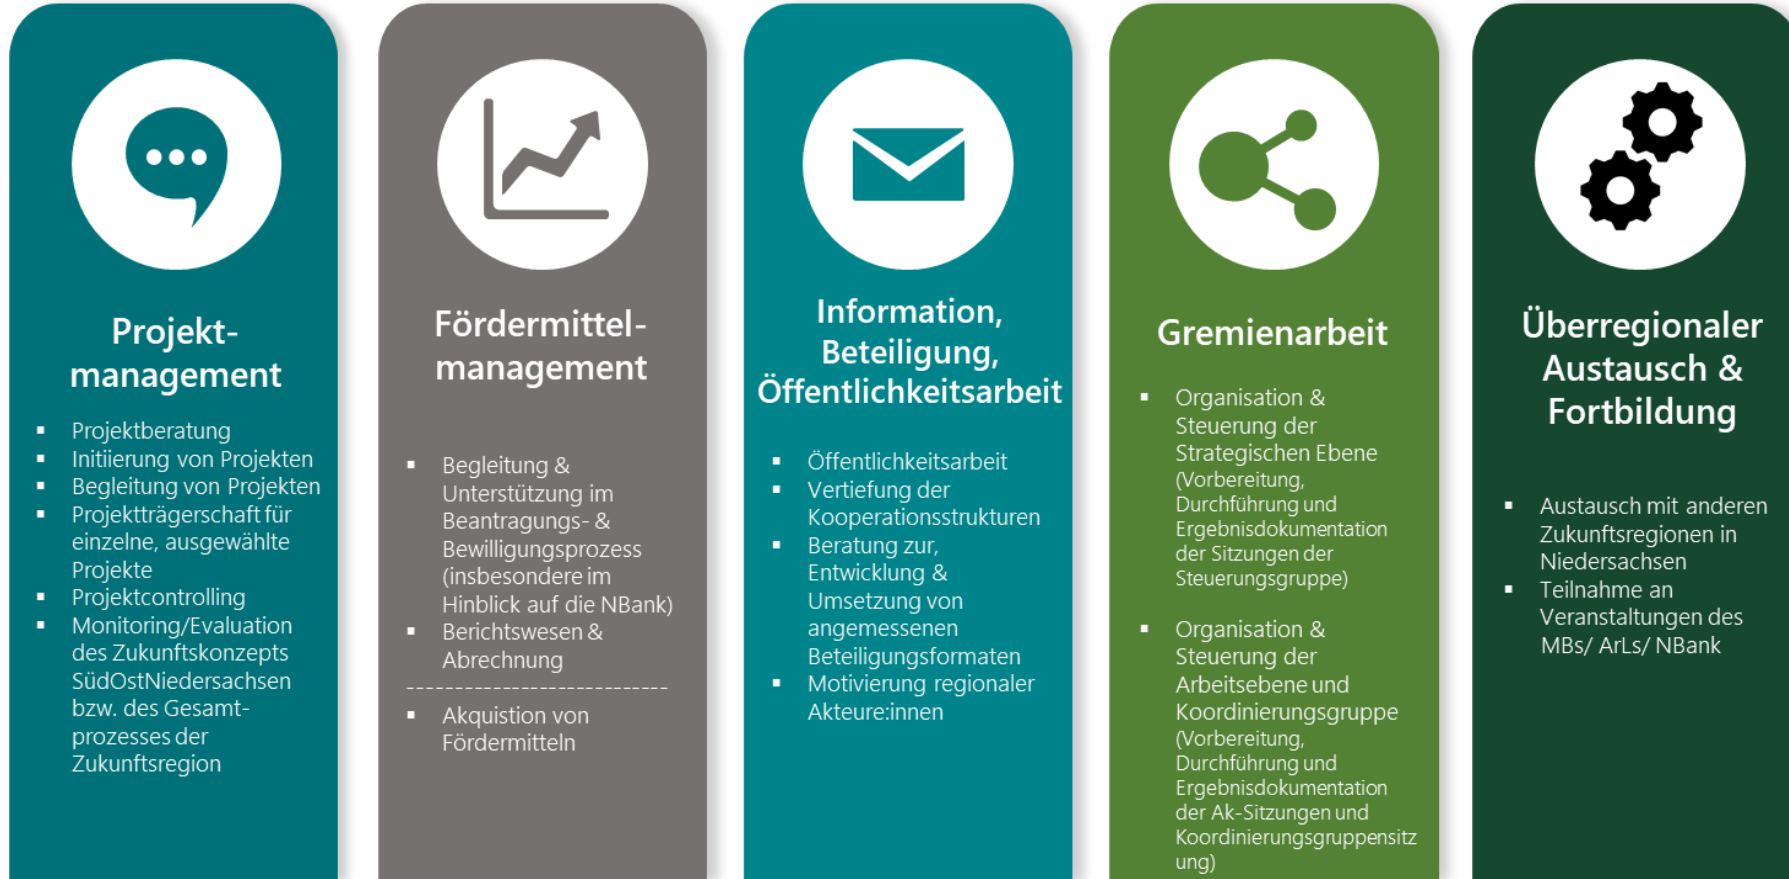 Projekt-
management
▪ Projektberatung
▪ Initiierung von Projekten
▪ Begleitung von Projekten
▪ Projektträgerschaft für
einzelne, ausgewählte
Projekte
▪ Projektcontrolling
▪ Monitoring/Evaluation
des Zukunftskonzepts
SüdOstNiedersachsen
bzw. des Gesamt-
prozesses der
Zukunftsregion
Fördermittel-
management
▪ Begleitung &
Unterstützung im
Beantragungs- &
Bewilligungsprozess
(insbesondere im
Hinblick auf die NBank)
▪ Berichtswesen &
Abrechnung
----------------------------
▪ Akquistion von
Fördermitteln
Information,
Beteiligung,
Öffentlichkeitsarbeit
▪ Öffentlichkeitsarbeit
▪ Vertiefung der
Kooperationsstrukturen
▪ Beratung zur,
Entwicklung &
Umsetzung von
angemessenen
Beteiligungsformaten
▪ Motivierung regionaler
Akteure:innen
Gremienarbeit
▪ Organisation &
Steuerung der
Strategischen Ebene
(Vorbereitung,
Durchführung und
Ergebnisdokumentation
der Sitzungen der
Steuerungsgruppe)
▪ Organisation &
Steuerung der
Arbeitsebene und
Koordinierungsgruppe
(Vorbereitung,
Durchführung und
Ergebnisdokumentation
der Ak-Sitzungen und
Koordinierungsgruppensitz
ung)
Überregionaler
Austausch &
Fortbildung
▪ Austausch mit anderen
Zukunftsregionen in
Niedersachsen
▪ Teilnahme an
Veranstaltungen des
MBs/ ArLs/ NBank